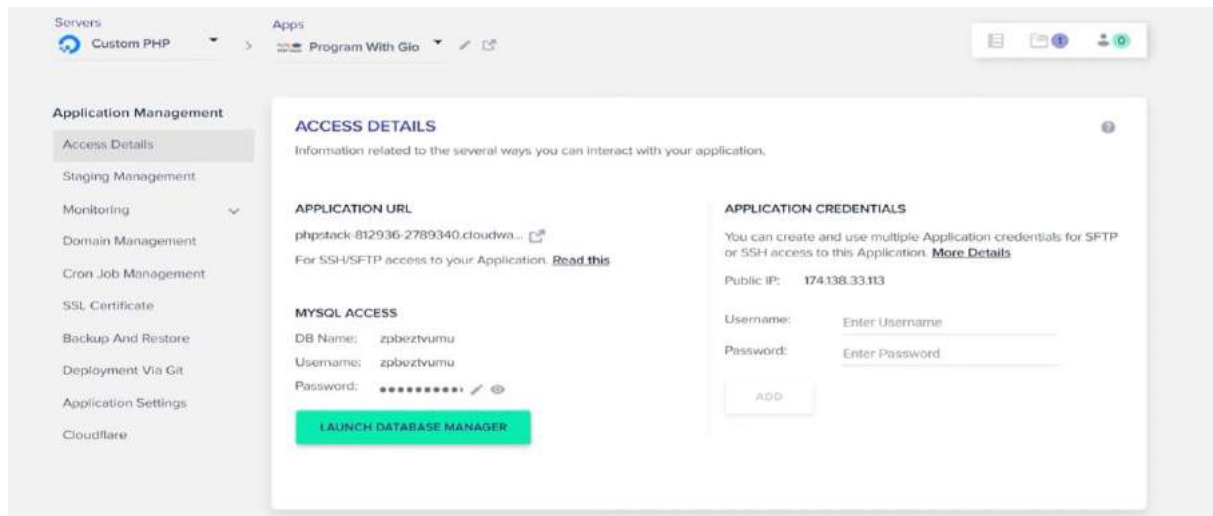 Servers
Custom PHP
Apps
Program With Gio
1
0
Application Management
Access Details
Staging Management
Monitoring
Domain Management
Cron Job Management
SSL Certificate
Backup And Restore
Deployment Via Git
Application Settings
Cloudflare
ACCESS DETAILS
Information related to the several ways you can interact with your application.
APPLICATION URL
phpstack-812936-2789340.cloudwa...
For SSH/SFTP access to your Application. Read this
MYSQL ACCESS
DB Name: zpbeztvumu
Username: zpbeztvumu
Password:
LAUNCH DATABASE MANAGER
APPLICATION CREDENTIALS
You can create and use multiple Application credentials for SFTP
or SSH access to this Application. More Details
Public IP: 174.138.33.113
Username: Enter Username
Password: Enter Password
ADD